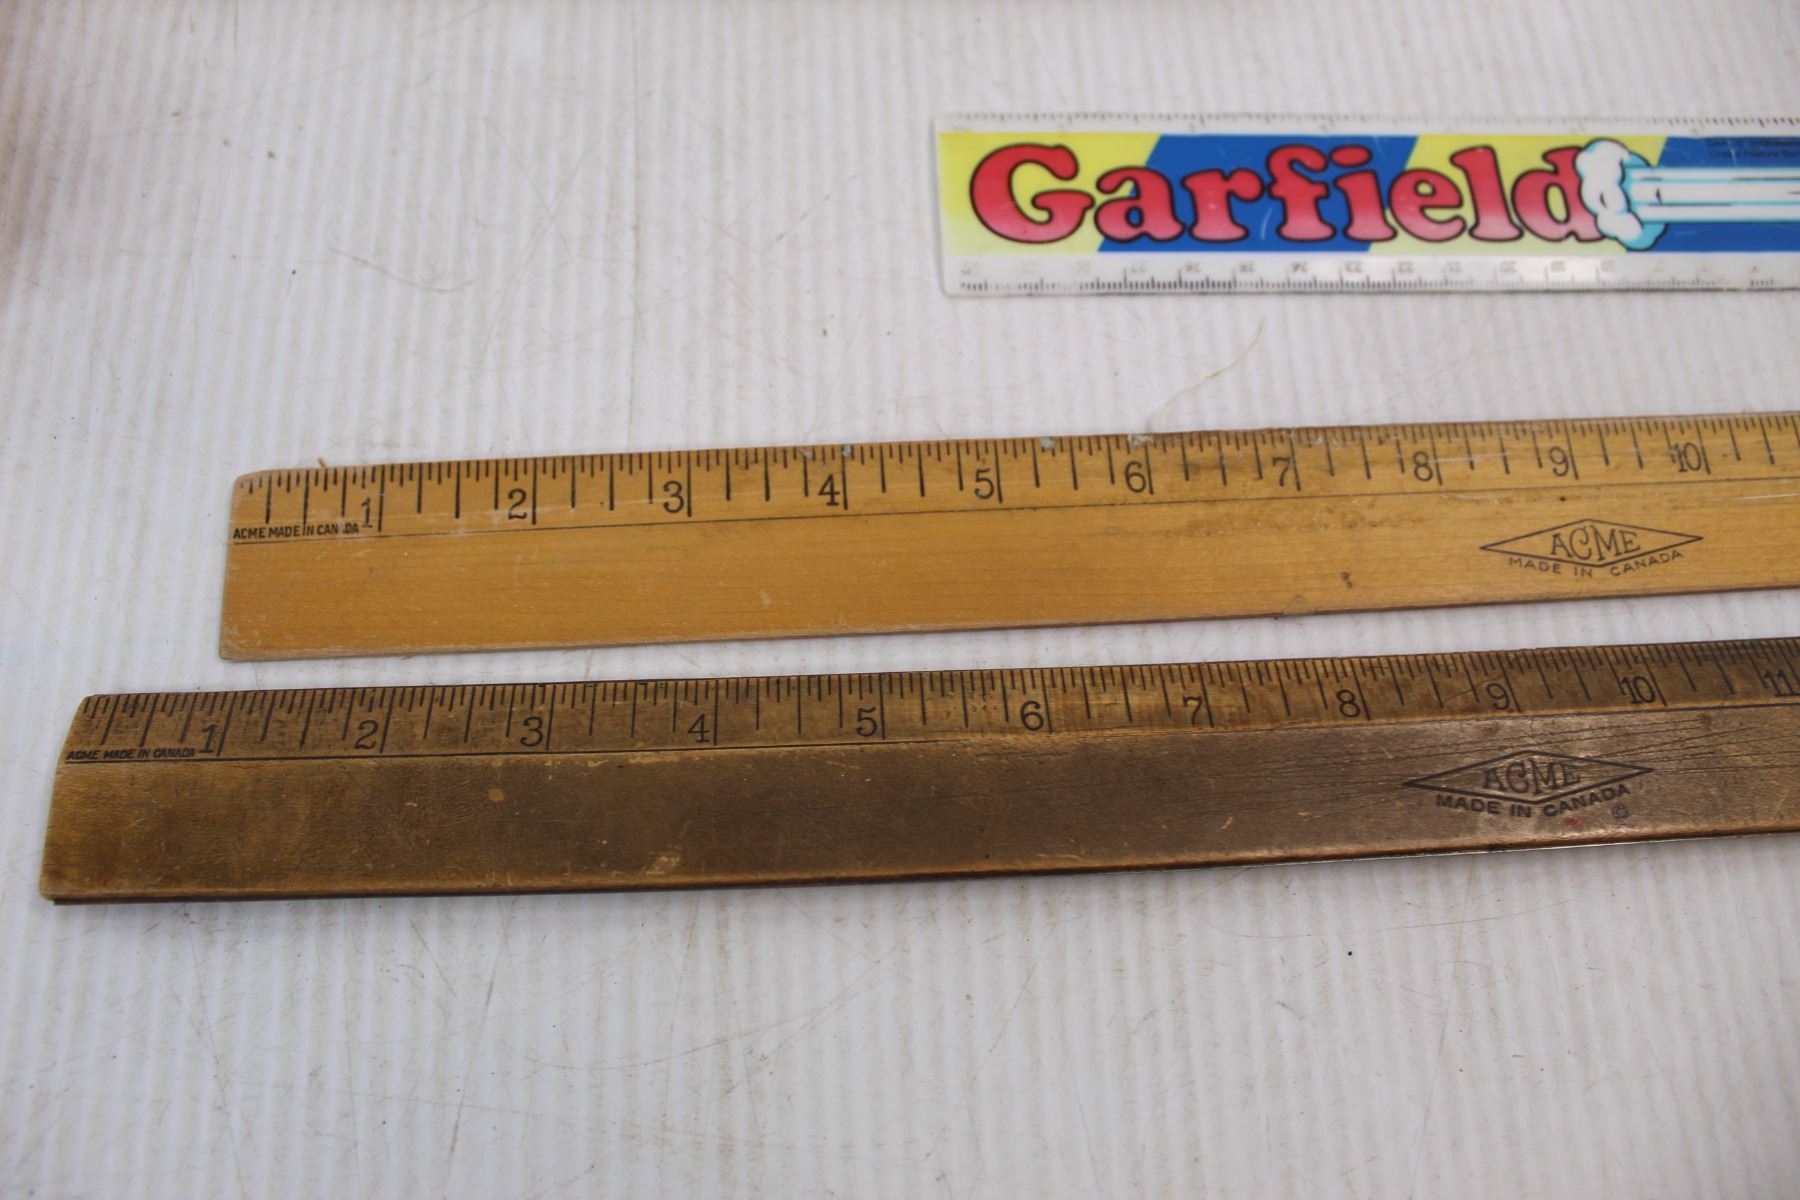 Garfield
1 2 3 4 5 6 7 8 9 10
ACME MADE IN CANADA
ACME
MADE IN CANADA
1 2 3 4 5 6 7 8 9 10 11
ACME MADE IN CANADA
ACME
MADE IN CANADA ©